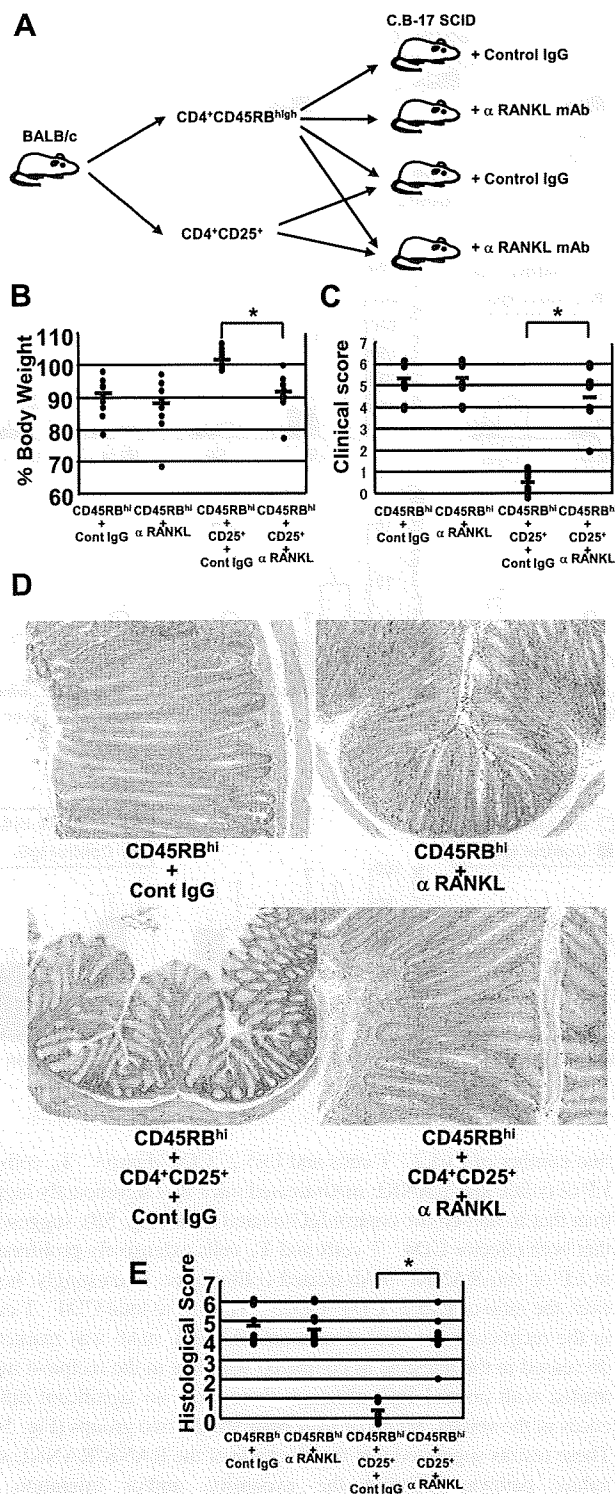 A
C.B-17 SCID
+ Control IgG
CD4+CD45RBhigh
+ α RANKL mAb
BALB/c
+ Control IgG
CD4+CD25+
+ α RANKL mAb
B
% Body Weight
110
100
90
80
70
60
*
CD45RBhi
+
Cont IgG
CD45RBhi
+
α RANKL
CD45RBhi
+
CD25+
+
Cont IgG
CD45RBhi
+
CD25+
+
α RANKL
C
Clinical score
7
6
5
4
3
2
1
0
*
CD45RBhi
+
Cont IgG
CD45RBhi
+
α RANKL
CD45RBhi
+
CD25+
+
Cont IgG
CD45RBh
+
CD25+
+
α RANKL
D
CD45RBhi
+
Cont IgG
CD45RBhi
+
α RANKL
CD45RBhi
+
CD4+CD25+
+
Cont IgG
CD45RBhi
+
CD4+CD25+
+
α RANKL
E
Histological Score
7
6
5
4
3
2
1
0
*
CD45RBh
+
Cont IgG
CD45RBhi
+
α RANKL
CD45RBhi
+
CD25+
+
Cont IgG
CD45RBhi
+
CD25+
+
α RANKL